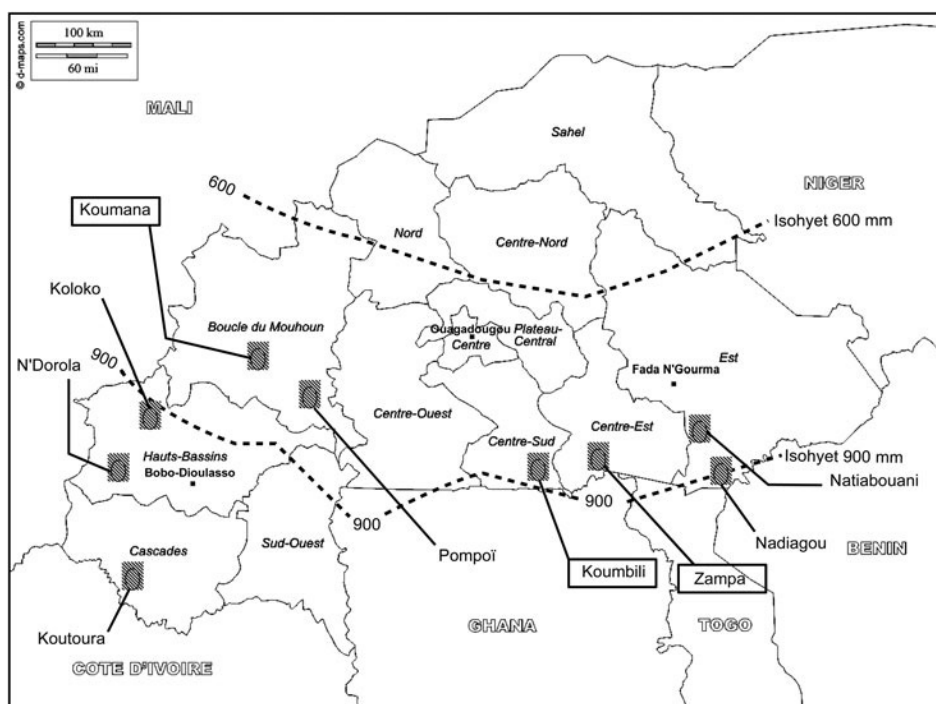 100 km
60 mi
© d-maps.com
MALI
Sahel
NIGER
600
Koumana
Isohyet 600 mm
Nord
Centre-Nord
Koloko
Boucle du Mouhoun
Ouagadougou
Plateau-
Central
Centre
Est
N'Dorola
900
Fada N'Gourma
Centre-Ouest
Centre-Est
Centre-Sud
Hauts-Bassins
Bobo-Dioulasso
Isohyet 900 mm
Natiabouani
900
900
Cascades
Sud-Ouest
Pompoï
Nadiagou
BENIN
Koumbili
Zampa
Koutoura
GHANA
TOGO
COTE D'IVOIRE